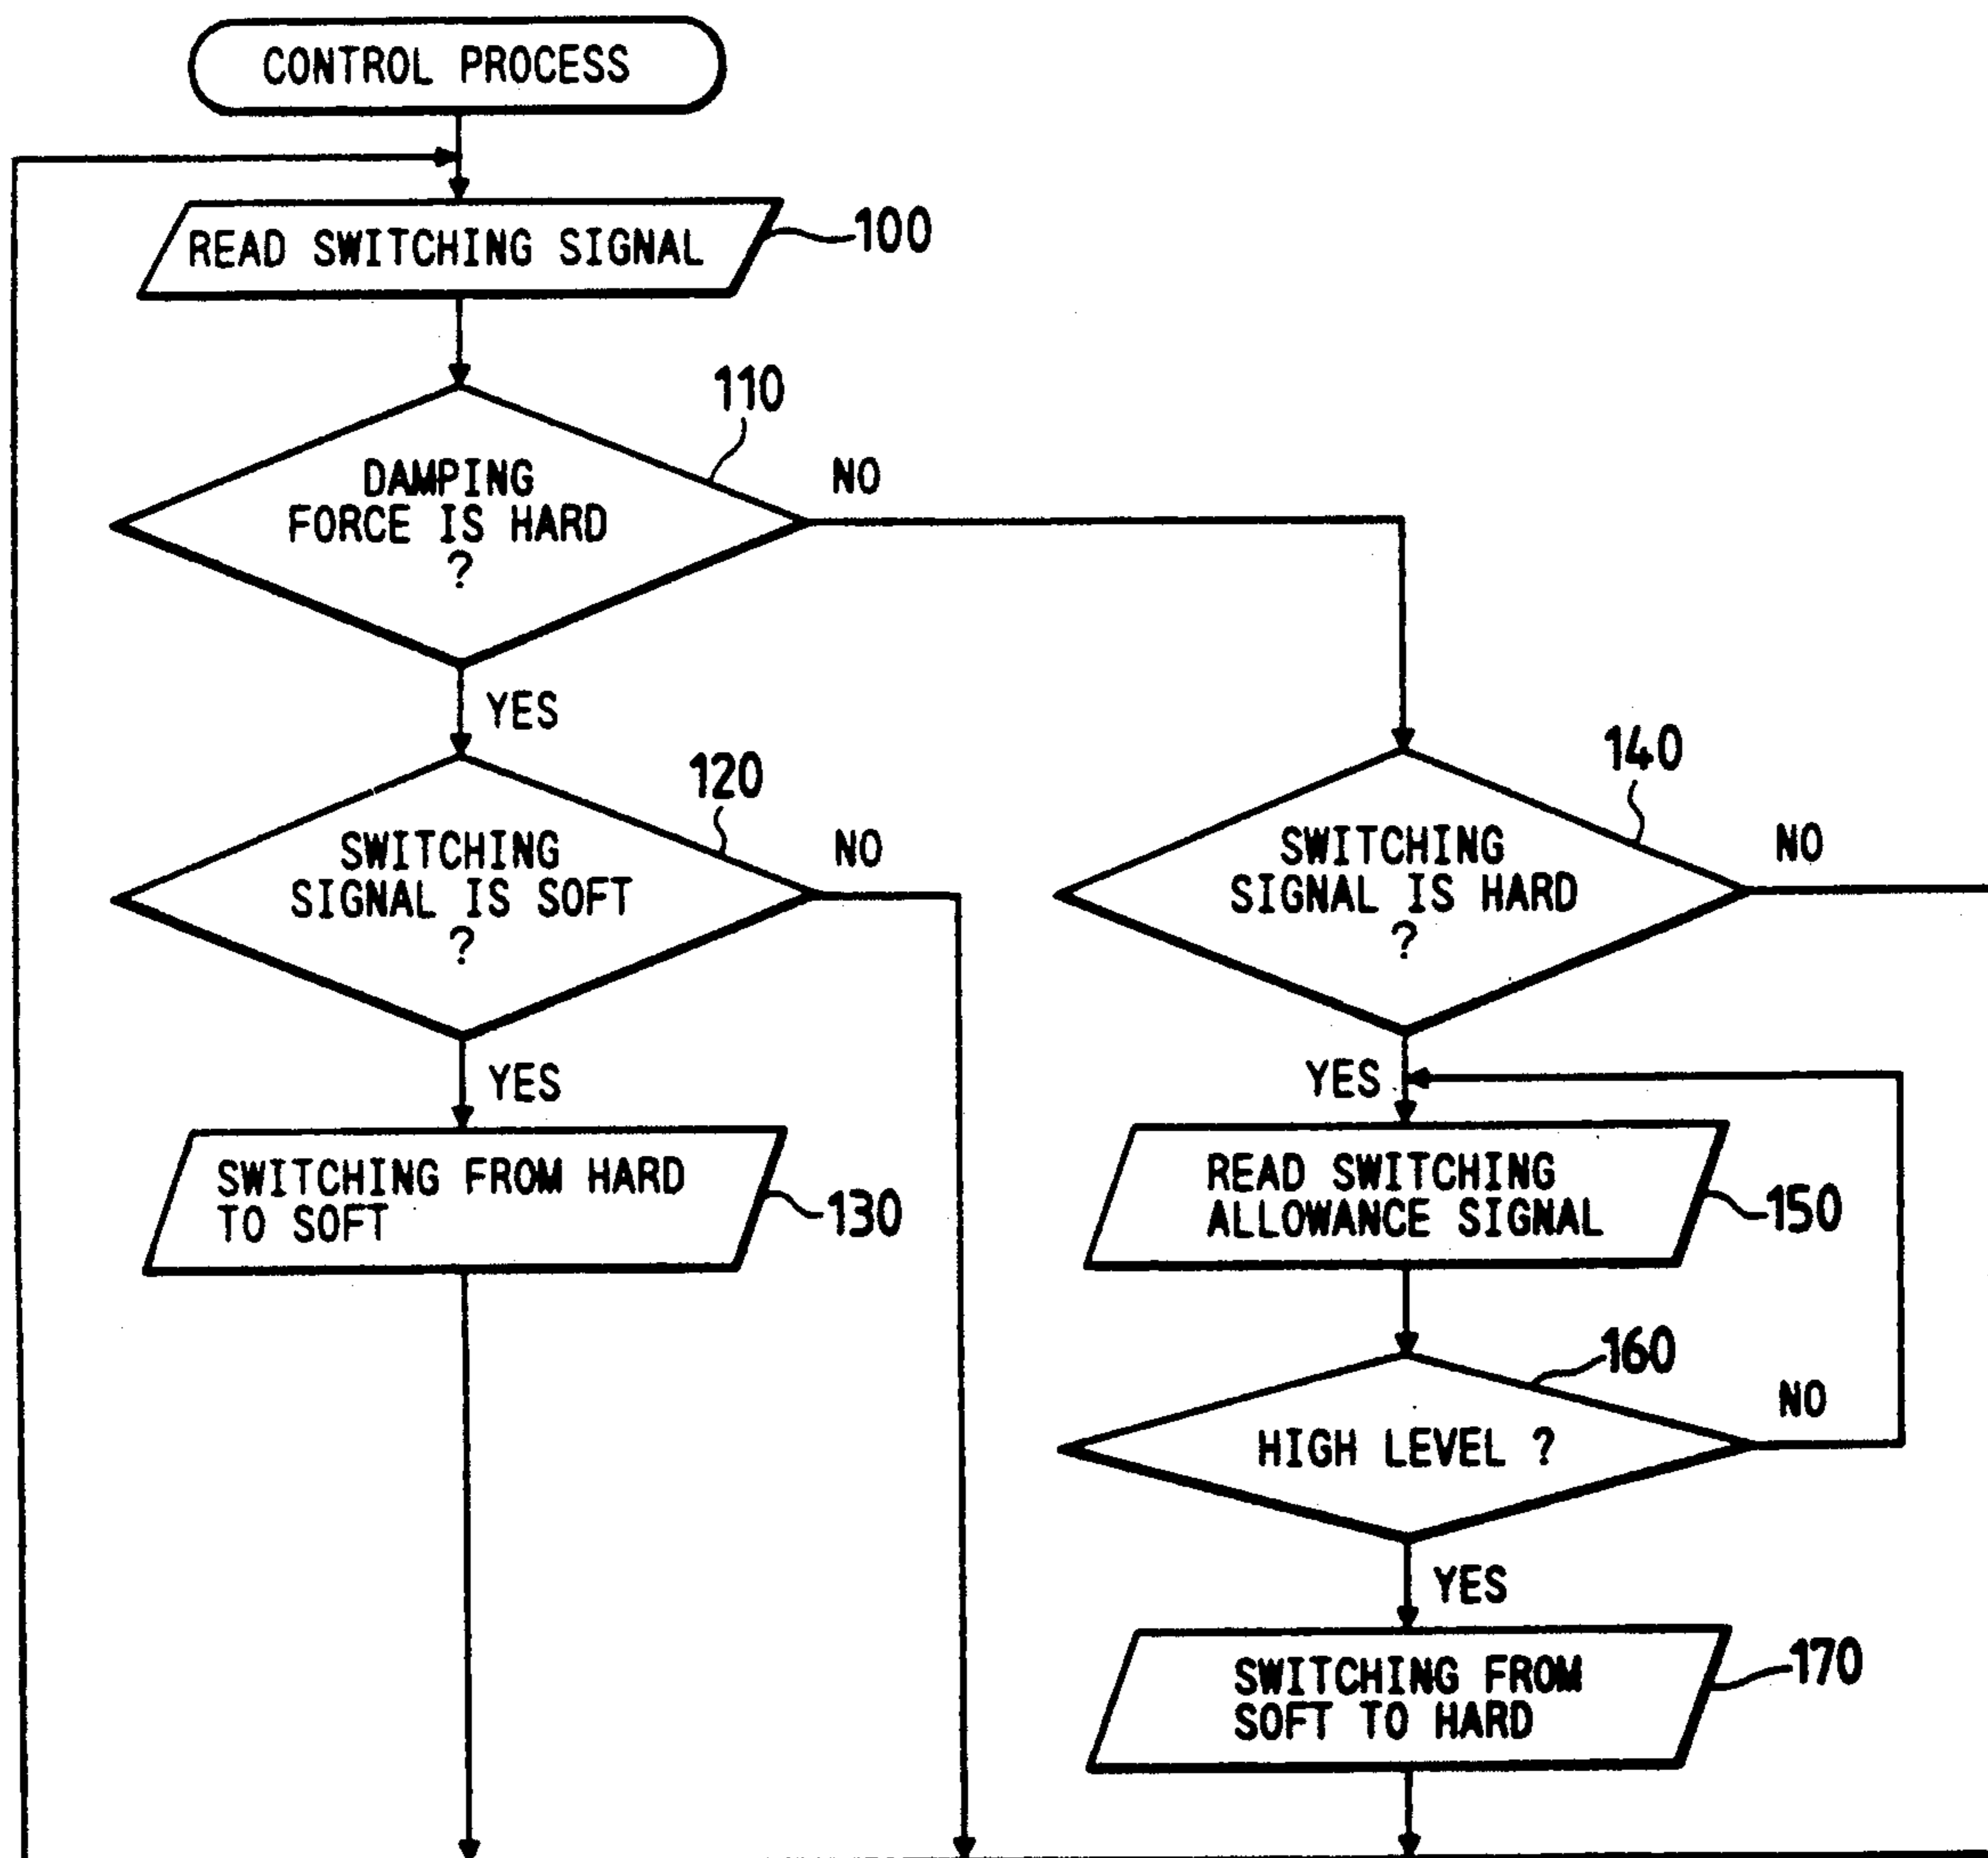 CONTROL PROCESS
READ SWITCHING SIGNAL
100
110
DAMPING
FORCE IS HARD
?
NO
YES
120
SWITCHING
SIGNAL IS SOFT
?
NO
YES
SWITCHING FROM HARD
TO SOFT
130
140
SWITCHING
SIGNAL IS HARD
?
NO
YES
READ SWITCHING
ALLOWANCE SIGNAL
150
160
HIGH LEVEL ?
NO
YES
SWITCHING FROM
SOFT TO HARD
170